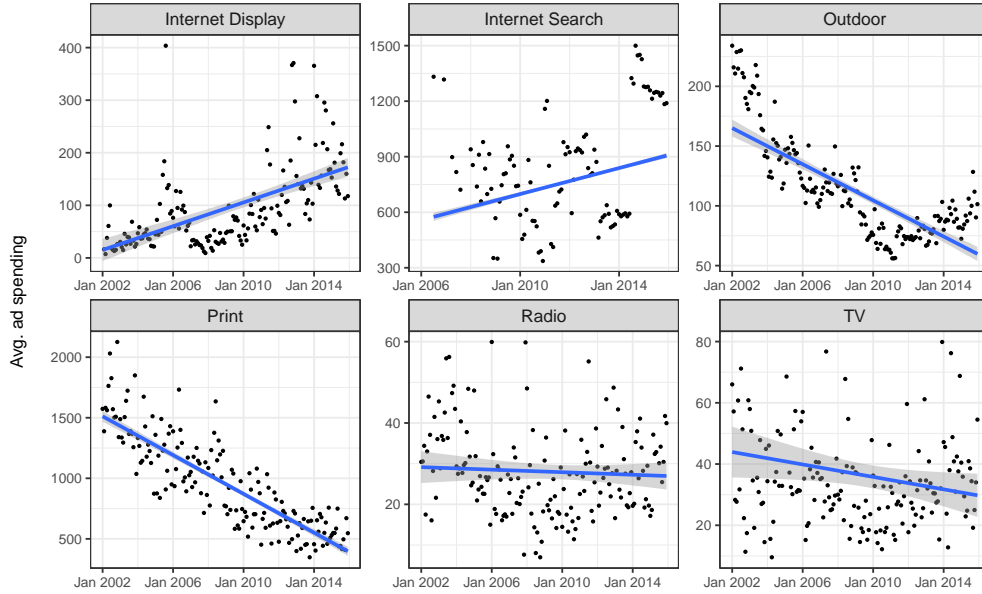 Internet Display
Internet Search
Outdoor
400
300
200
100
0
1500
1200
900
600
300
200
150
100
50
Jan 2002
Jan 2006
Jan 2010
Jan 2014
Jan 2006
Jan 2010
Jan 2014
Jan 2002
Jan 2006
Jan 2010
Jan 2014
Avg. ad spending
Print
Radio
TV
2000
1500
1000
500
60
40
20
80
60
40
20
Jan 2002
Jan 2006
Jan 2010
Jan 2014
Jan 2002
Jan 2006
Jan 2010
Jan 2014
Jan 2002
Jan 2006
Jan 2010
Jan 2014